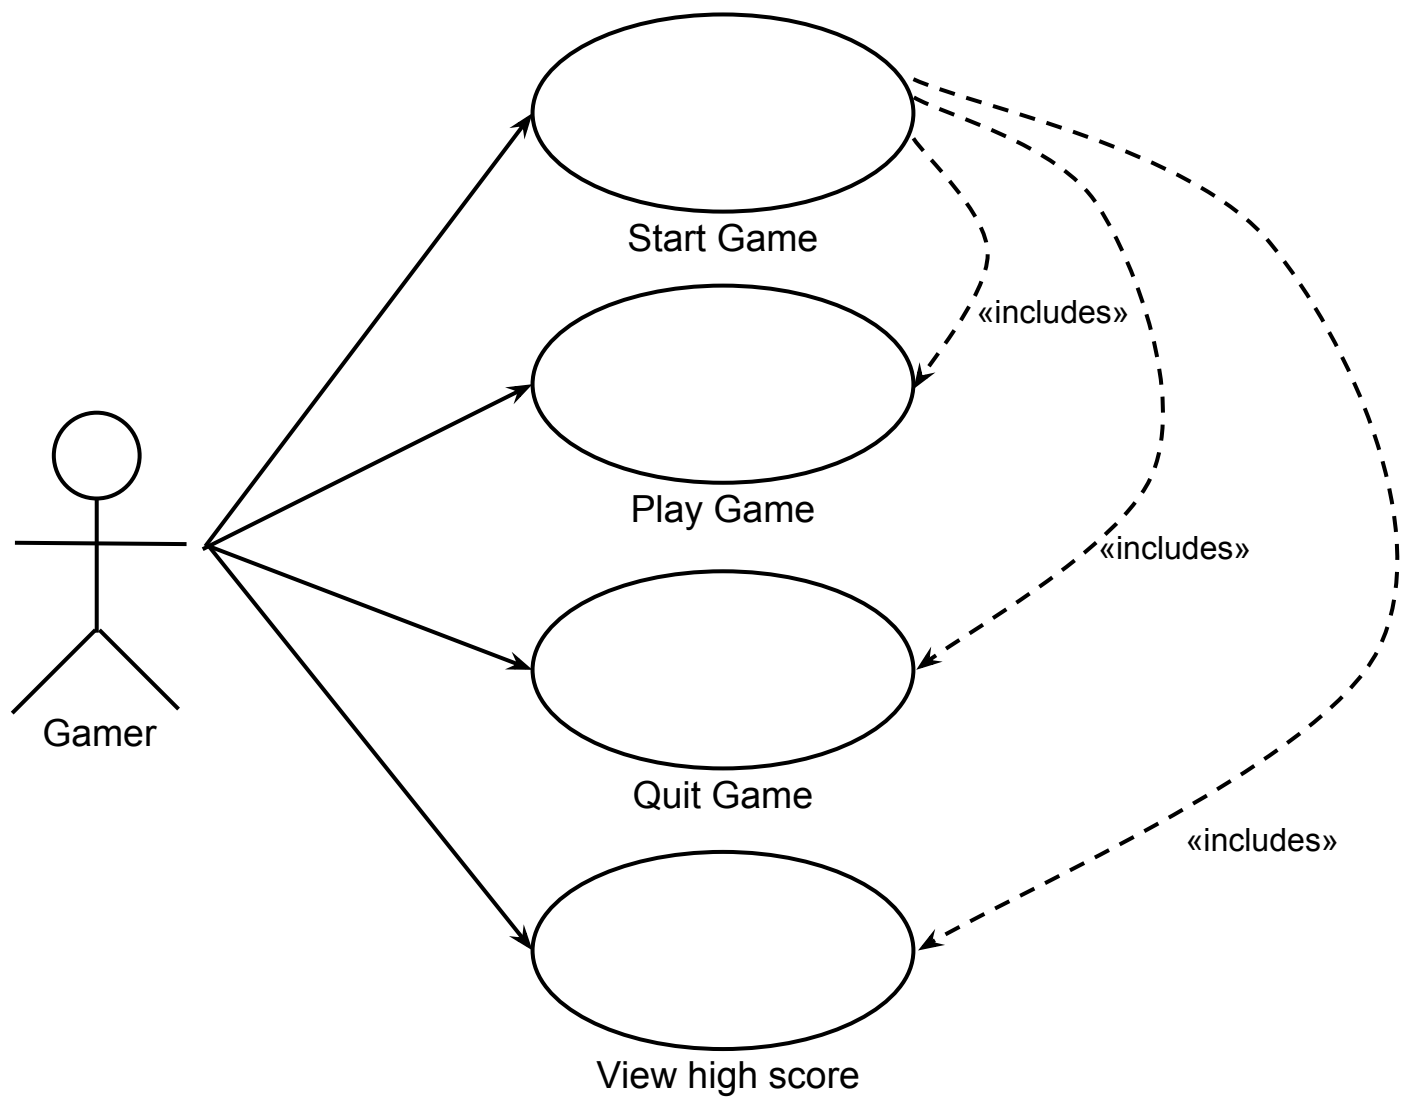 Start Game
«includes»
Play Game
«includes»
Gamer
Quit Game
«includes»
View high score